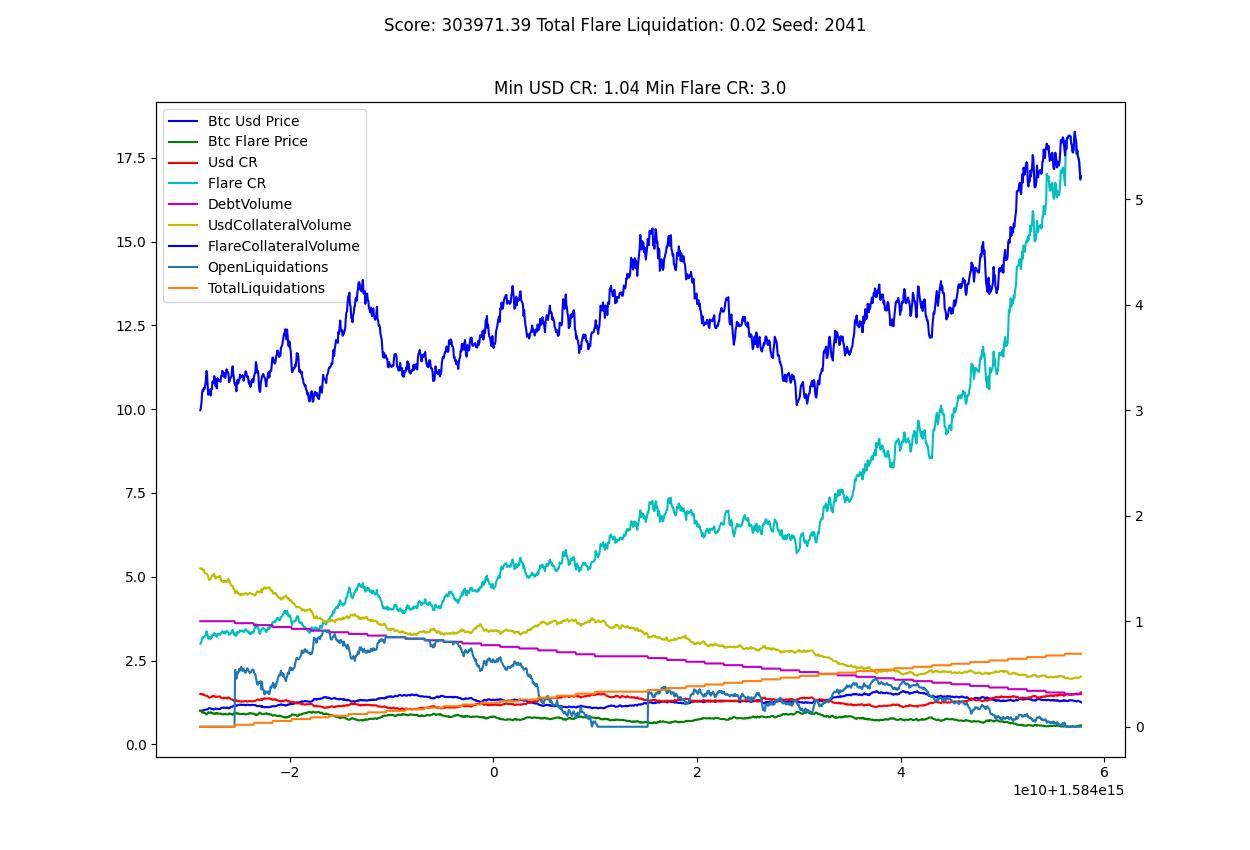 Score: 303971.39 Total Flare Liquidation: 0.02 Seed: 2041
Min USD CR: 1.04 Min Flare CR: 3.0
Btc Usd Price
Btc Flare Price
Usd CR
Flare CR
DebtVolume
UsdCollateralVolume
FlareCollateralVolume
OpenLiquidations
TotalLiquidations
17.5
15.0
12.5
10.0
7.5
5.0
2.5
0.0
5
4
3
2
1
0
−2 0 2 4 6
1e10+1.584e15